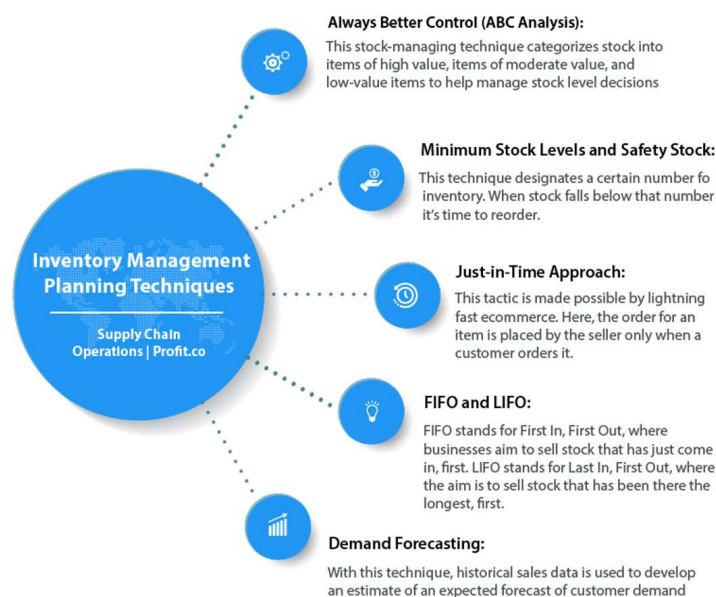 Always Better Control (ABC Analysis):
This stock-managing technique categorizes stock into
items of high value, items of moderate value, and
low-value items to help manage stock level decisions
Minimum Stock Levels and Safety Stock:
This technique designates a certain number fo
inventory. When stock falls below that number
it's time to reorder.
Inventory Management
Planning Techniques
Supply Chain
Operations | Profit.co
Just-in-Time Approach:
This tactic is made possible by lightning
fast ecommerce. Here, the order for an
item is placed by the seller only when a
customer orders it.
FIFO and LIFO:
FIFO stands for First In, First Out, where
businesses aim to sell stock that has just come
in, first. LIFO stands for Last In, First Out, where
the aim is to sell stock that has been there the
longest, first.
Demand Forecasting:
With this technique, historical sales data is used to develop
an estimate of an expected forecast of customer demand